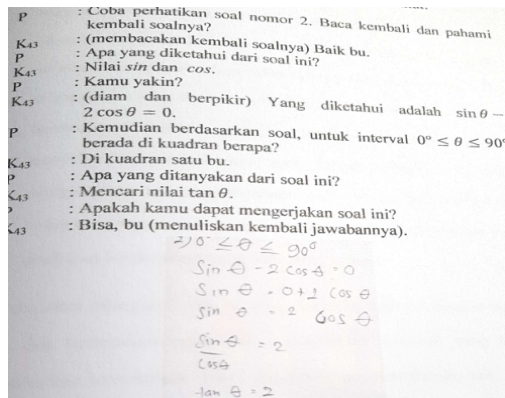 P : Coba perhatikan soal nomor 2. Baca kembali dan pahami
kembali soalnya?
K43 : (membacakan kembali soalnya) Baik bu.
P : Apa yang diketahui dari soal ini?
K43 : Nilai sin dan cos.
P : Kamu yakin?
K43 : (diam dan berpikir) Yang diketahui adalah sin θ −
2 cos θ = 0.
P : Kemudian berdasarkan soal, untuk interval 0° ≤ θ ≤ 90°
berada di kuadran berapa?
K43 : Di kuadran satu bu.
P : Apa yang ditanyakan dari soal ini?
K43 : Mencari nilai tan θ.
P : Apakah kamu dapat mengerjakan soal ini?
K43 : Bisa, bu (menuliskan kembali jawabannya).
2) 0° ≤ θ ≤ 90°
Sin θ - 2 cos θ = 0
Sin θ = 0+2 cos θ
Sin θ = 2 Cos θ
Sin θ = 2
Cos θ
tan θ = 2